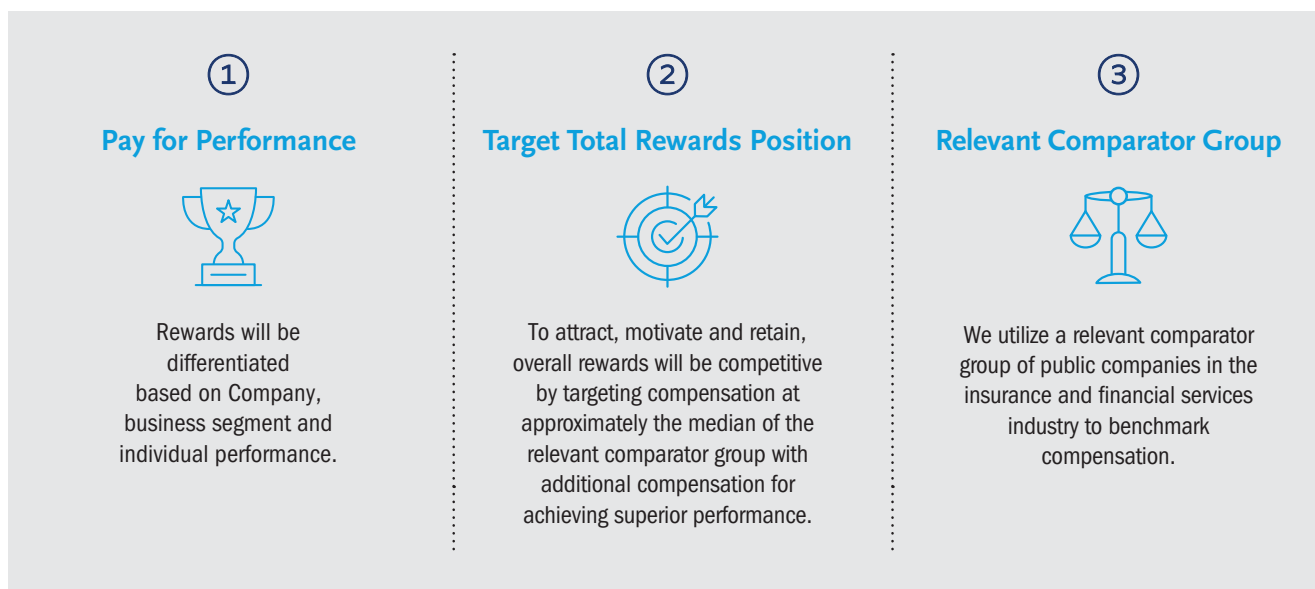 1
Pay for Performance
Rewards will be
differentiated
based on Company,
business segment and
individual performance.
2
Target Total Rewards Position
To attract, motivate and retain,
overall rewards will be competitive
by targeting compensation at
approximately the median of the
relevant comparator group with
additional compensation for
achieving superior performance.
3
Relevant Comparator Group
We utilize a relevant comparator
group of public companies in the
insurance and financial services
industry to benchmark
compensation.